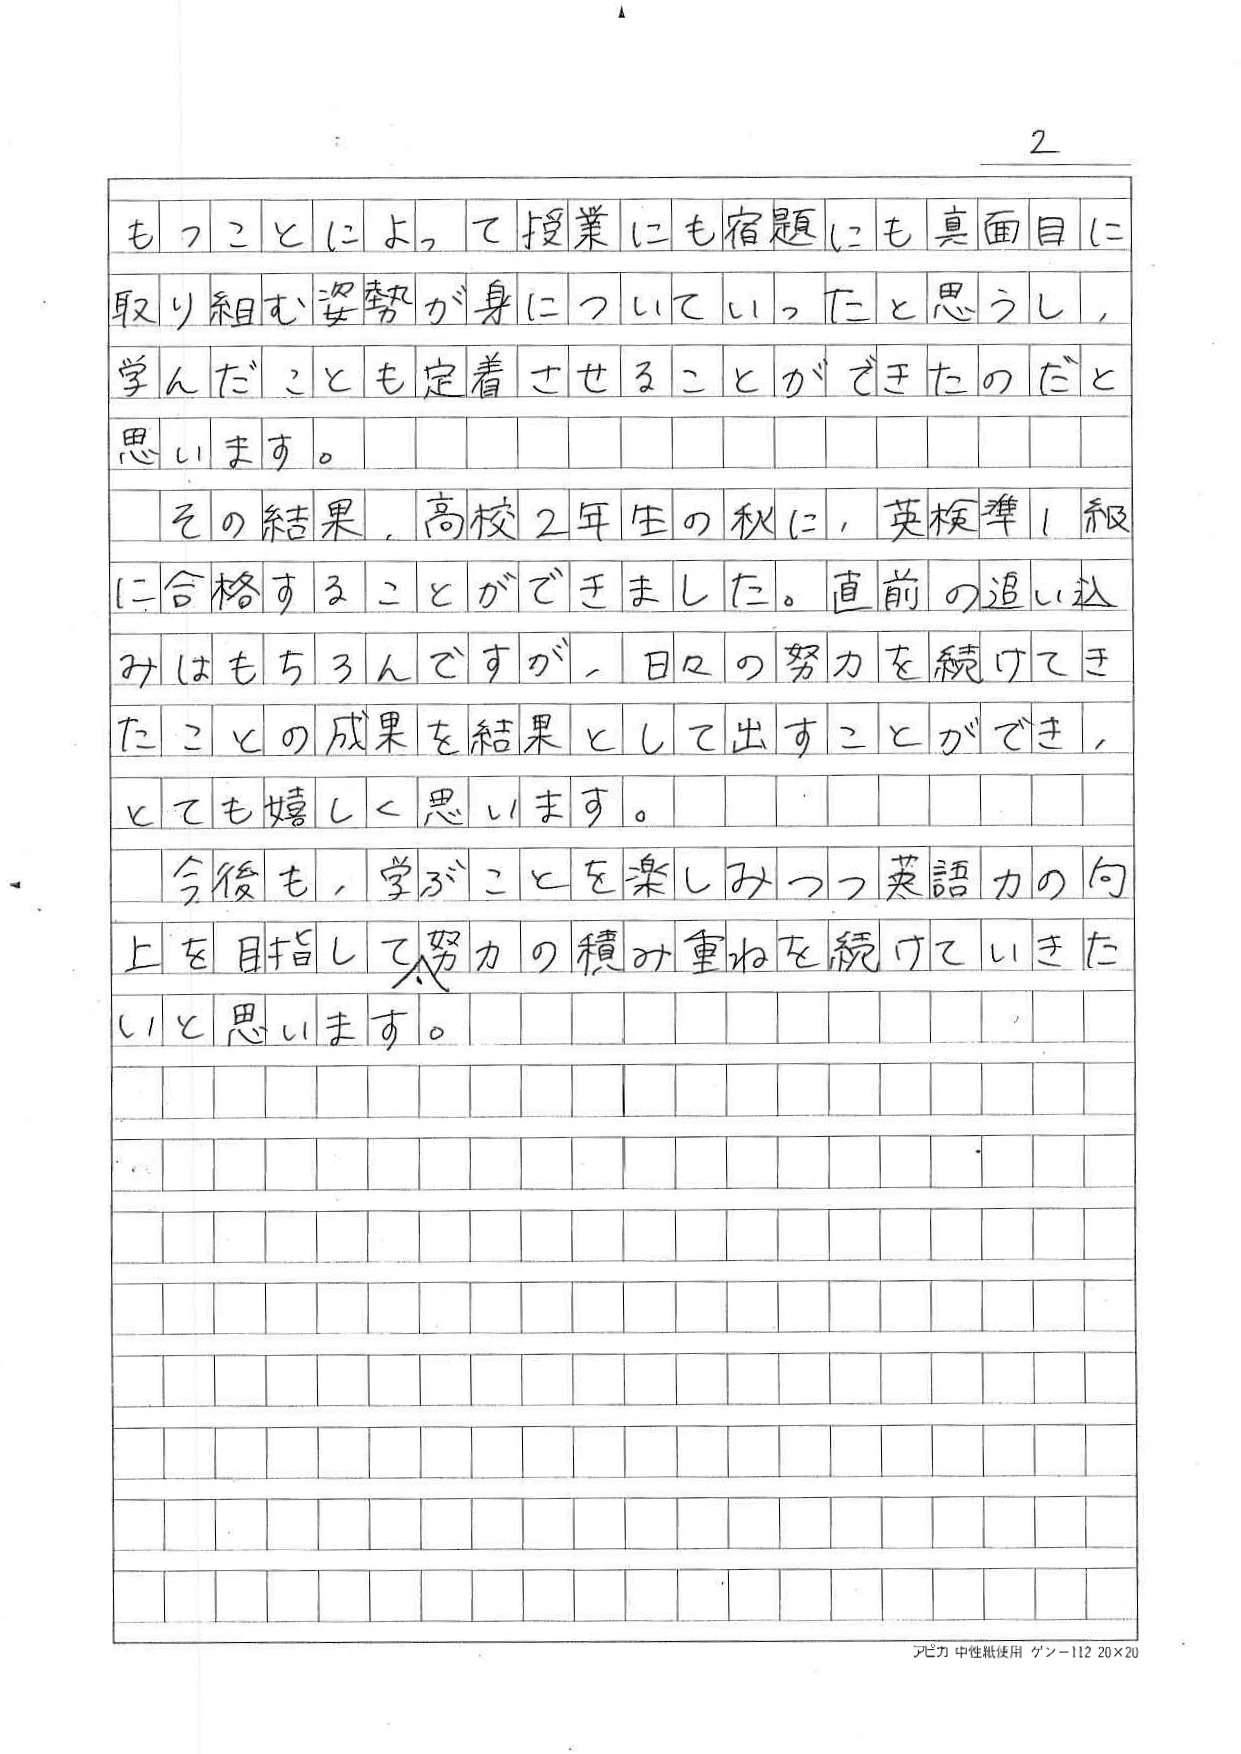 2
もつことによって授業にも宿題にも真面目に
取り組む姿勢が身についていったと思うし,
学んだことも定着させることができたのだと
思います。
その結果、高校2年生の秋に,英検準1級
に合格することができました。直前の追い込
みはもちろんですが、日々の努力を続けてき
たことの成果を結果として出すことができ,
とても嬉しく思います。
今後も,学ぶことを楽しみつつ英語力の向
上を目指して、努力の積み重ねを続けていきた
いと思います。
アピカ 中性紙使用 ゲンー112 20×20